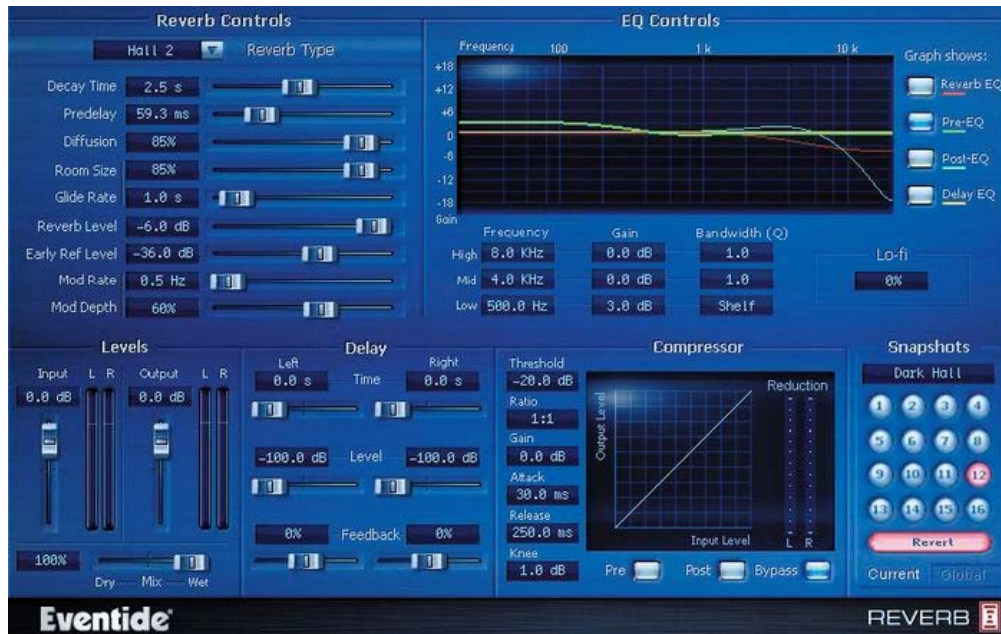 Reverb Controls
Hall 2 Reverb Type
Decay Time 2.5 s
Predelay 59.3 ms
Diffusion 85%
Room Size 85%
Glide Rate 1.0 s
Reverb Level -6.0 dB
Early Ref Level -36.0 dB
Mod Rate 0.5 Hz
Mod Depth 60%
EQ Controls
Frequency 100 1 k 10 k
+18
+12
+6
0
-6
-12
-18
Gain
Graph shows:
Reverb EQ
Pre-EQ
Post-EQ
Delay EQ
Frequency Gain Bandwidth (Q)
High 8.0 KHz 0.0 dB 1.0
Mid 4.0 KHz 0.0 dB 1.0
Low 500.0 Hz 3.0 dB Shelf
Lo-fi
0%
Levels
Input L R Output L R
0.0 dB 0.0 dB
100%
Dry Mix Wet
Delay
Left Right
0.0 s Time 0.0 s
-100.0 dB Level -100.0 dB
0% Feedback 0%
Compressor
Threshold
-20.0 dB
Ratio
1:1
Gain
0.0 dB
Attack
30.0 ms
Release
250.0 ms
Knee
1.0 dB
Output Level
Input Level
Reduction
L R
Pre Post Bypass
Snapshots
Dark Hall
1 2 3 4
5 6 7 8
9 10 11 12
13 14 15 16
Revert
Current Global
Eventide
REVERB